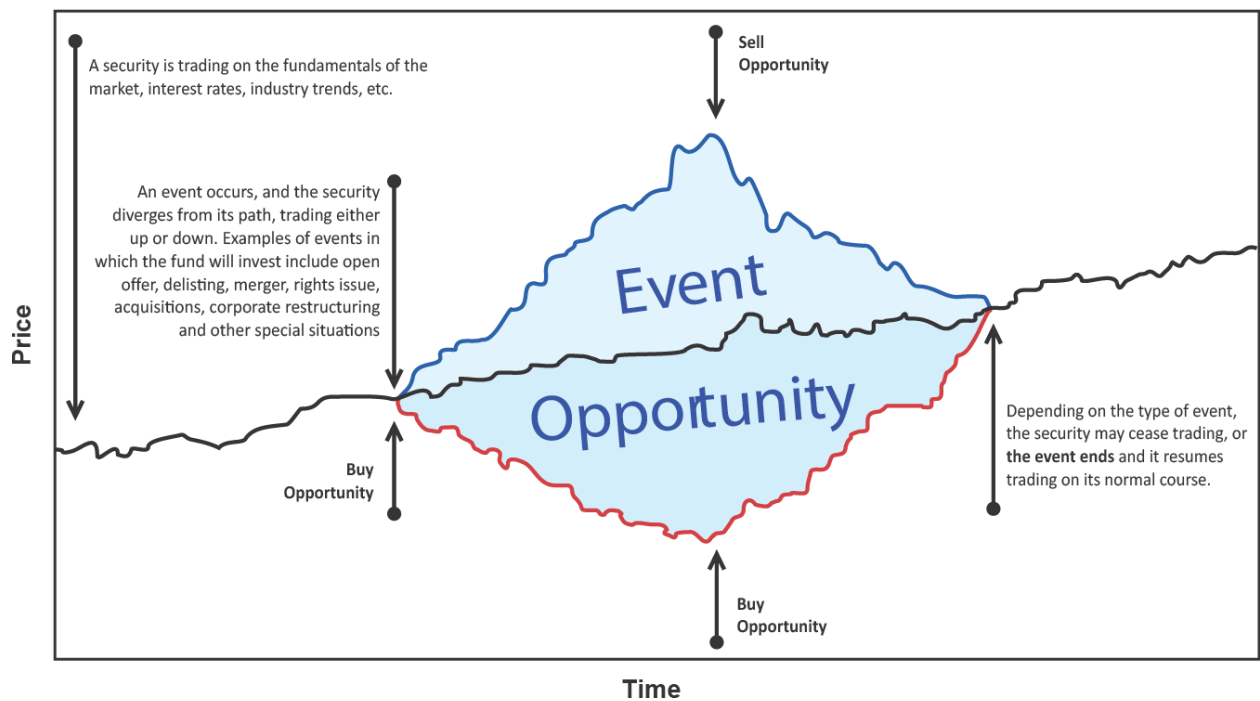 A security is trading on the fundamentals of the
market, interest rates, industry trends, etc.
Sell
Opportunity
An event occurs, and the security
diverges from its path, trading either
up or down. Examples of events in
which the fund will invest include open
offer, delisting, merger, rights issue,
acquisitions, corporate restructuring
and other special situations
Event
Opportunity
Price
Buy
Opportunity
Depending on the type of event,
the security may cease trading, or
the event ends and it resumes
trading on its normal course.
Buy
Opportunity
Time